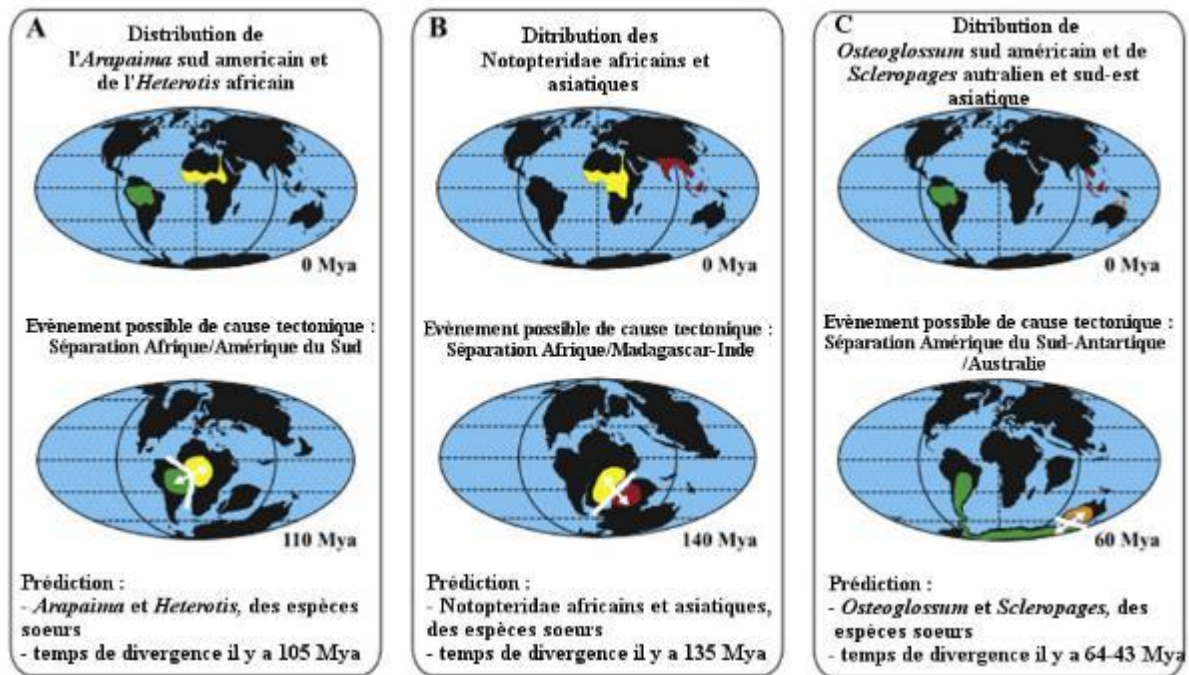 A
Distribution de
l'Arapaima sud americain et
de l'Heterotis africain
0 Mya
Evènement possible de cause tectonique :
Séparation Afrique/Amérique du Sud
110 Mya
Prédiction :
- Arapaima et Heterotis, des espèces
soeurs
- temps de divergence il y a 105 Mya
B
Ditribution des
Notopteridae africains et
asiatiques
0 Mya
Evènement possible de cause tectonique :
Séparation Afrique/Madagascar-Inde
140 Mya
Prédiction :
- Notopteridae africains et asiatiques,
des espèces soeurs
- temps de divergence il y a 135 Mya
C
Ditribution de
Osteoglossum sud américain et de
Scleropages autralien et sud-est
asiatique
0 Mya
Evènement possible de cause tectonique :
Séparation Amérique du Sud-Antartique
/Australie
60 Mya
Prédiction :
- Osteoglossum et Scleropages, des
espèces soeurs
- temps de divergence il y a 64-43 Mya